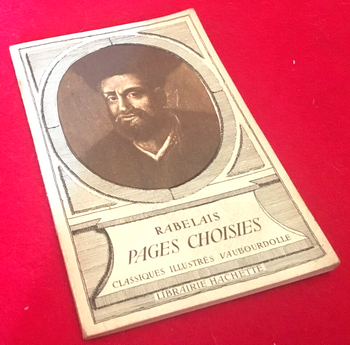 RABELAIS
PAGES CHOISIES
CLASSIQUES ILLUSTRÉS VAUBOURDOLLE
LIBRAIRIE HACHETTE